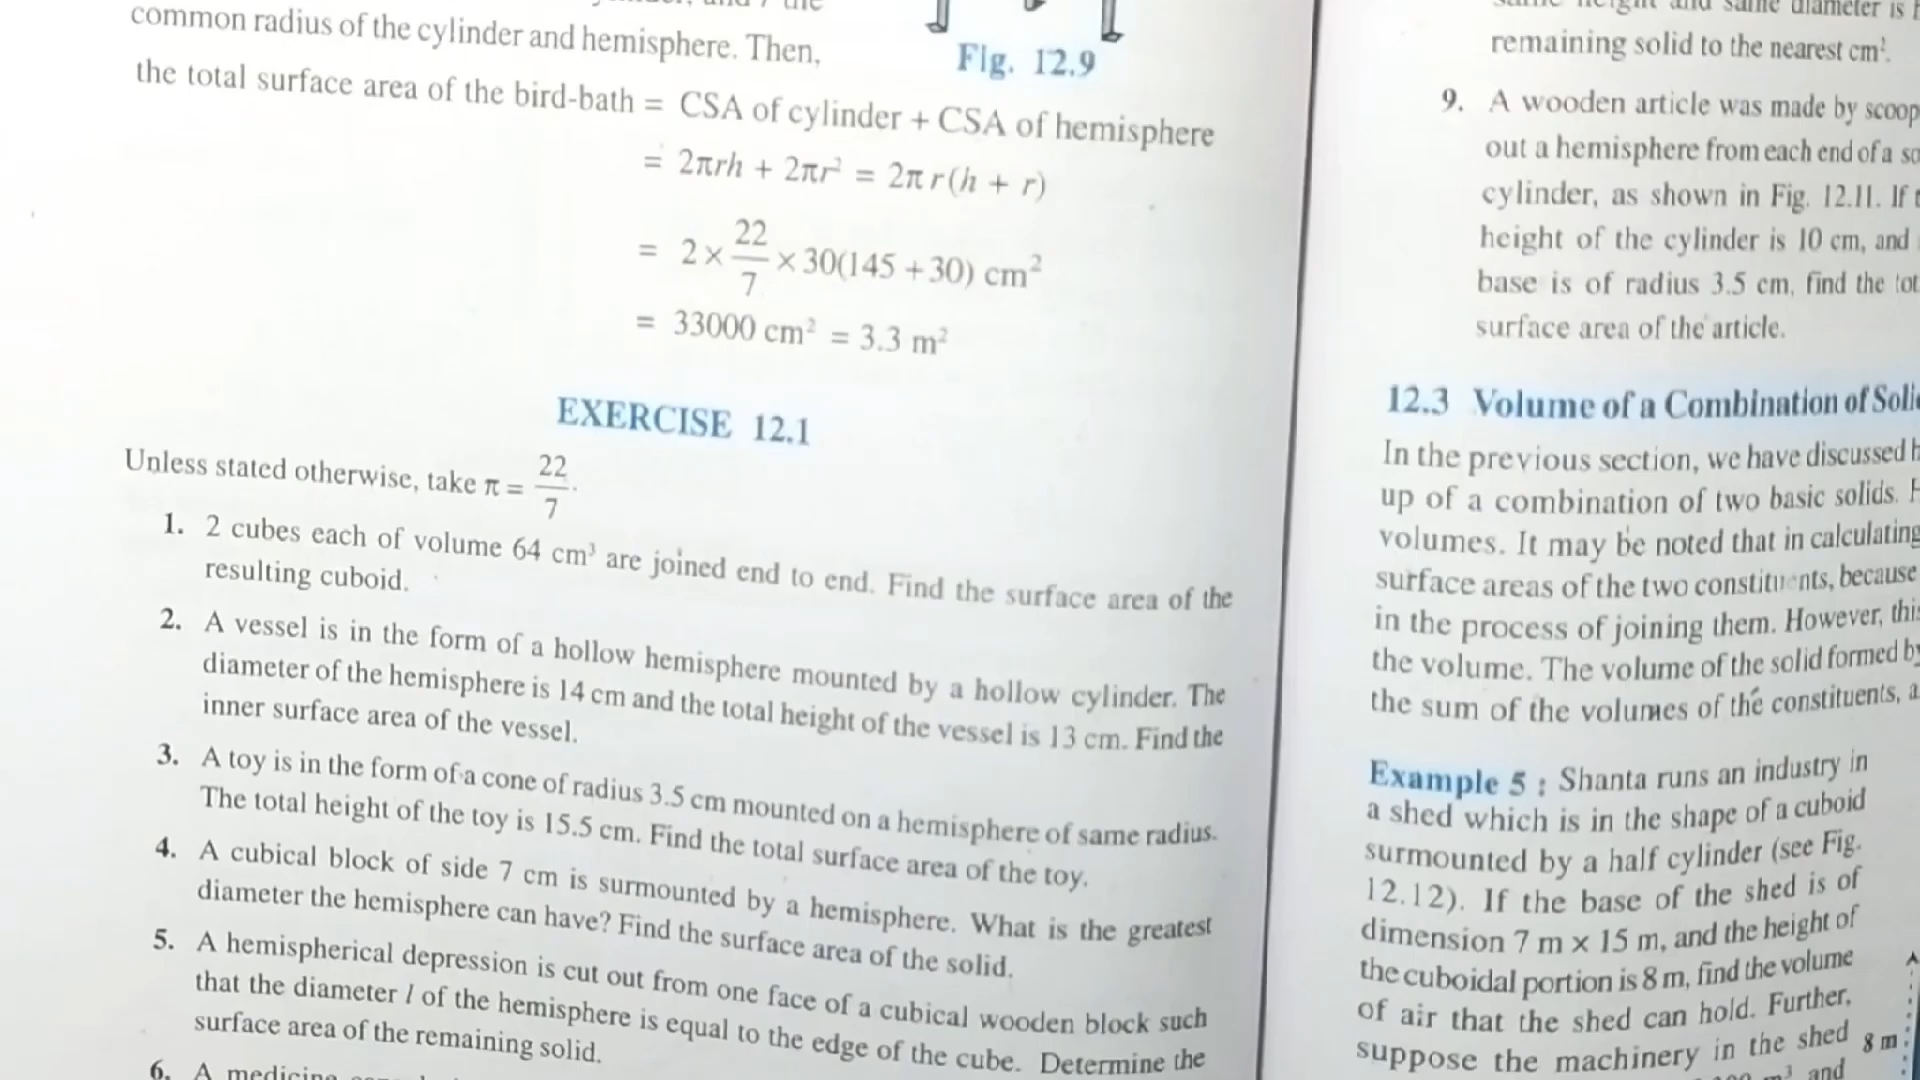 common radius of the cylinder and hemisphere. Then,
Fig. 12.9
the total surface area of the bird-bath = CSA of cylinder + CSA of hemisphere
= 2πrh + 2πr² = 2π r(h + r)
= 2 × 22/7 × 30(145 + 30) cm²
= 33000 cm² = 3.3 m²
EXERCISE 12.1
Unless stated otherwise, take π = 22/7.
1. 2 cubes each of volume 64 cm³ are joined end to end. Find the surface area of the
resulting cuboid.
2. A vessel is in the form of a hollow hemisphere mounted by a hollow cylinder. The
diameter of the hemisphere is 14 cm and the total height of the vessel is 13 cm. Find the
inner surface area of the vessel.
3. A toy is in the form of a cone of radius 3.5 cm mounted on a hemisphere of same radius.
The total height of the toy is 15.5 cm. Find the total surface area of the toy.
4. A cubical block of side 7 cm is surmounted by a hemisphere. What is the greatest
diameter the hemisphere can have? Find the surface area of the solid.
5. A hemispherical depression is cut out from one face of a cubical wooden block such
that the diameter l of the hemisphere is equal to the edge of the cube. Determine the
surface area of the remaining solid.
6. A medicine
same height and same diameter is
remaining solid to the nearest cm².
9. A wooden article was made by scoop
out a hemisphere from each end of a so
cylinder, as shown in Fig. 12.11. If t
height of the cylinder is 10 cm, and
base is of radius 3.5 cm, find the tot
surface area of the article.
12.3 Volume of a Combination of Soli
In the previous section, we have discussed h
up of a combination of two basic solids. H
volumes. It may be noted that in calculating
surface areas of the two constituents, because
in the process of joining them. However, this
the volume. The volume of the solid formed by
the sum of the volumes of the constituents, a
Example 5 : Shanta runs an industry in
a shed which is in the shape of a cuboid
surmounted by a half cylinder (see Fig.
12.12). If the base of the shed is of
dimension 7 m × 15 m, and the height of
the cuboidal portion is 8 m, find the volume
of air that the shed can hold. Further,
suppose the machinery in the shed
8 m
m³ and